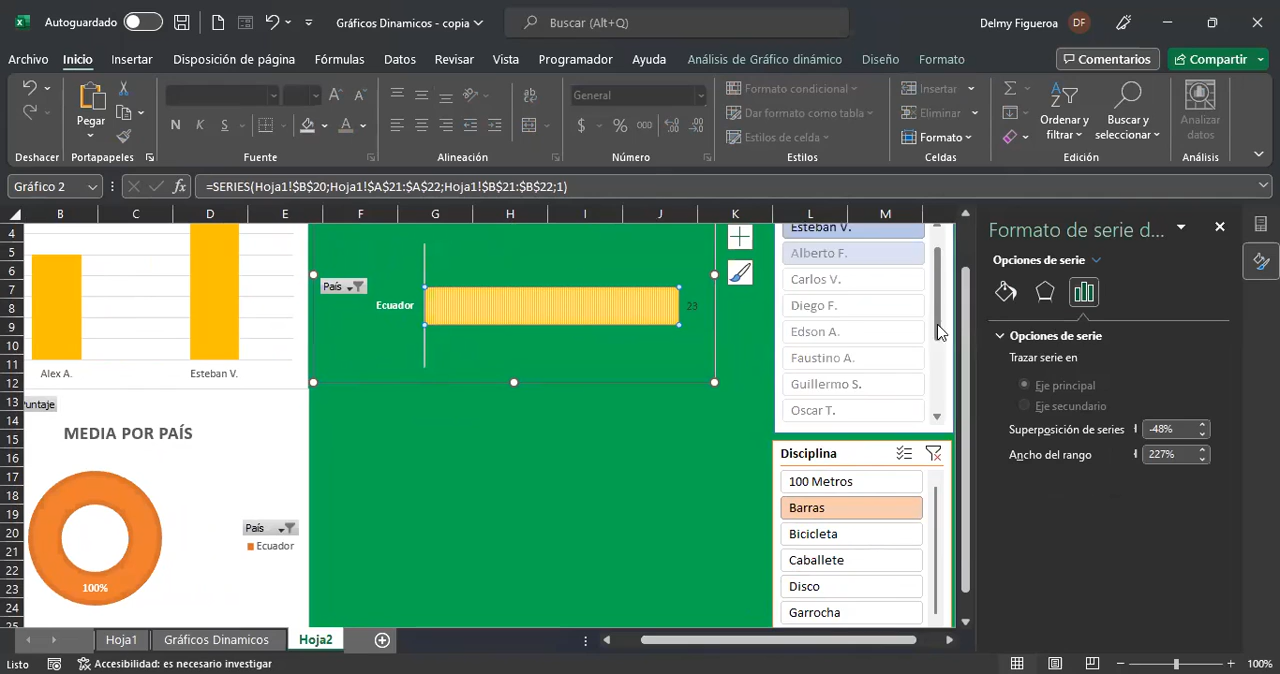 Autoguardado
Gráficos Dinamicos - copia
Buscar (Alt+Q)
Delmy Figueroa DF
Archivo Inicio Insertar Disposición de página Fórmulas Datos Revisar Vista Programador Ayuda Análisis de Gráfico dinámico Diseño Formato Comentarios Compartir
General
Formato condicional
Dar formato como tabla
Estilos de celda
Insertar
Eliminar
Formato
Pegar
N K S
$ % 000
Ordenar y filtrar
Buscar y seleccionar
Analizar datos
Deshacer Portapapeles Fuente Alineación Número Estilos Celdas Edición Análisis
Gráfico 2
fx
=SERIES(Hoja1!$B$20;Hoja1!$A$21:$A$22;Hoja1!$B$21:$B$22;1)
B C D E F G H I J K L M
4
5
6
7
8
9
10
11
12
13
14
15
16
17
18
19
20
21
22
23
24
25
Alex A. Esteban V.
untaje
MEDIA POR PAÍS
100%
País
Ecuador
País
Ecuador
23
Esteban V.
Alberto F.
Carlos V.
Diego F.
Edson A.
Faustino A.
Guillermo S.
Oscar T.
Disciplina
100 Metros
Barras
Bicicleta
Caballete
Disco
Garrocha
Formato de serie d...
Opciones de serie
Opciones de serie
Trazar serie en
Eje principal
Eje secundario
Superposición de series -48%
Ancho del rango 227%
Hoja1 Gráficos Dinamicos Hoja2
Listo
Accesibilidad: es necesario investigar
100%